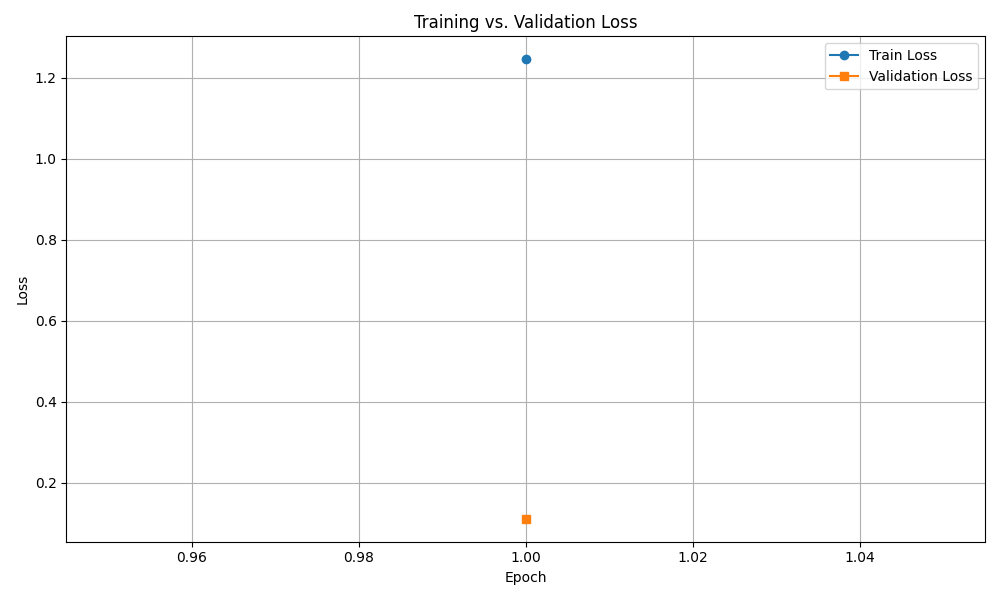 Training vs. Validation Loss
Train Loss
Validation Loss
1.2
1.0
0.8
0.6
0.4
0.2
Loss
0.96
0.98
1.00
1.02
1.04
Epoch